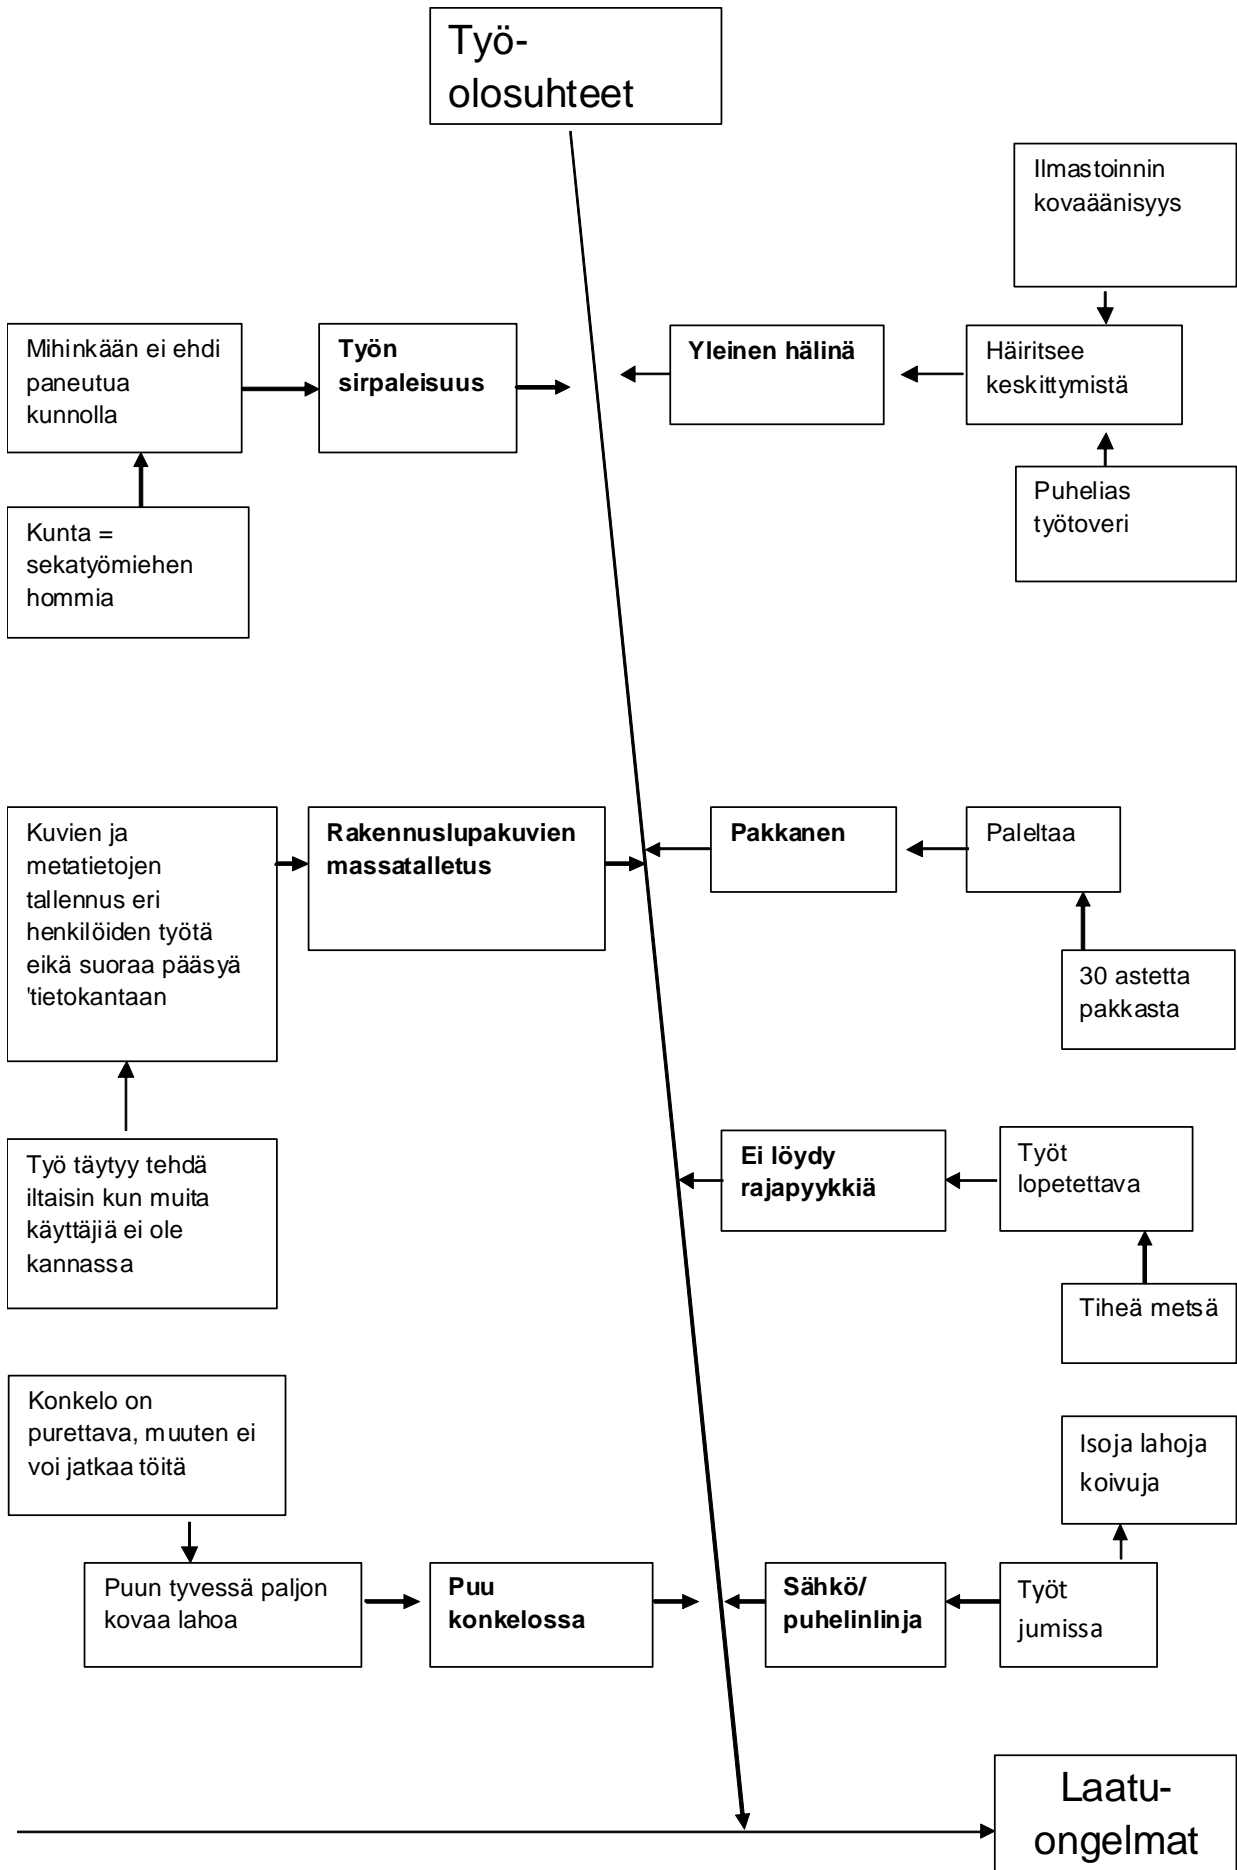 Työ-
olosuhteet
Ilmastoinnin
kovaäänisyys
Mihinkään ei ehdi
paneutua
kunnolla
Työn
sirpaleisuus
Yleinen hälinä
Häiritsee
keskittymistä
Kunta =
sekatyömiehen
hommia
Puhelias
työtoveri
Kuvien ja
metatietojen
tallennus eri
henkilöiden työtä
eikä suoraa pääsyä
'tietokantaan
Rakennuslupakuvien
massatalletus
Pakkanen
Paleltaa
30 astetta
pakkasta
Työ täytyy tehdä
iltaisin kun muita
käyttäjiä ei ole
kannassa
Ei löydy
rajapyykkiä
Työt
lopetettava
Tiheä metsä
Konkelo on
purettava, muuten ei
voi jatkaa töitä
Isoja lahoja
koivuja
Puun tyvessä paljon
kovaa lahoa
Puu
konkelossa
Sähkö/
puhelinlinja
Työt
jumissa
Laatu-
ongelmat